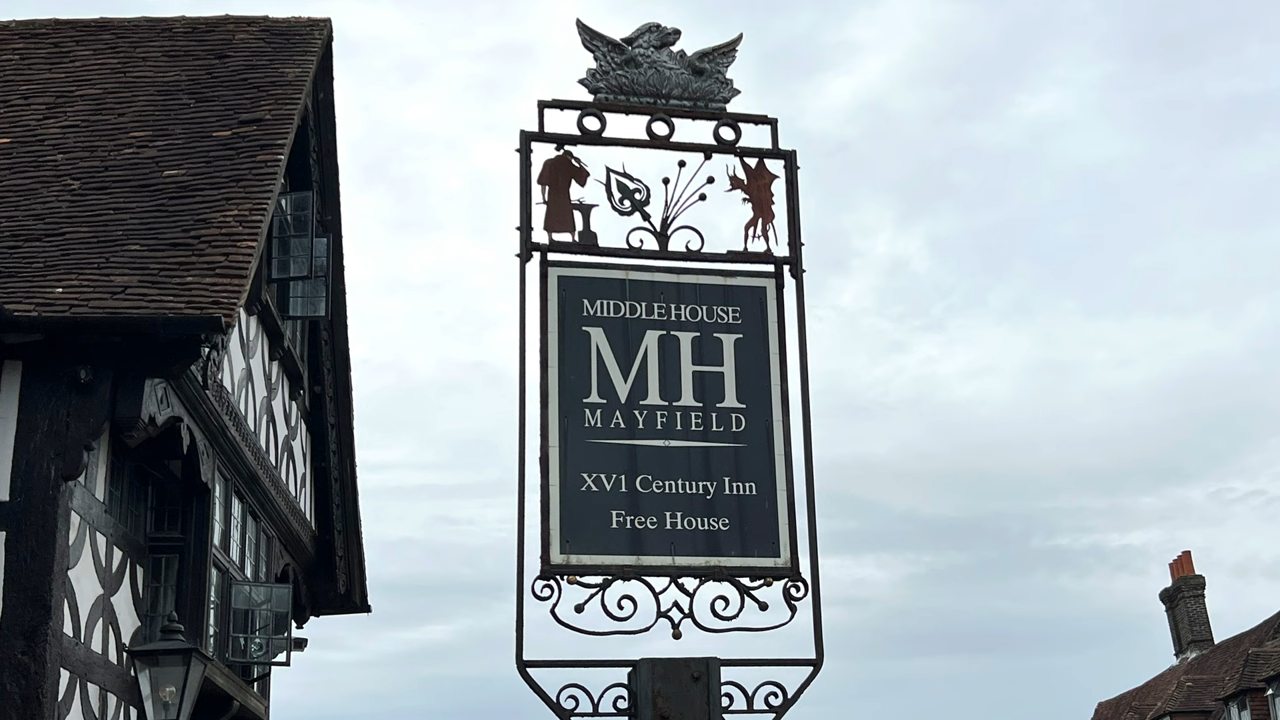 MIDDLE HOUSE
MH
MAYFIELD
XV1 Century Inn
Free House